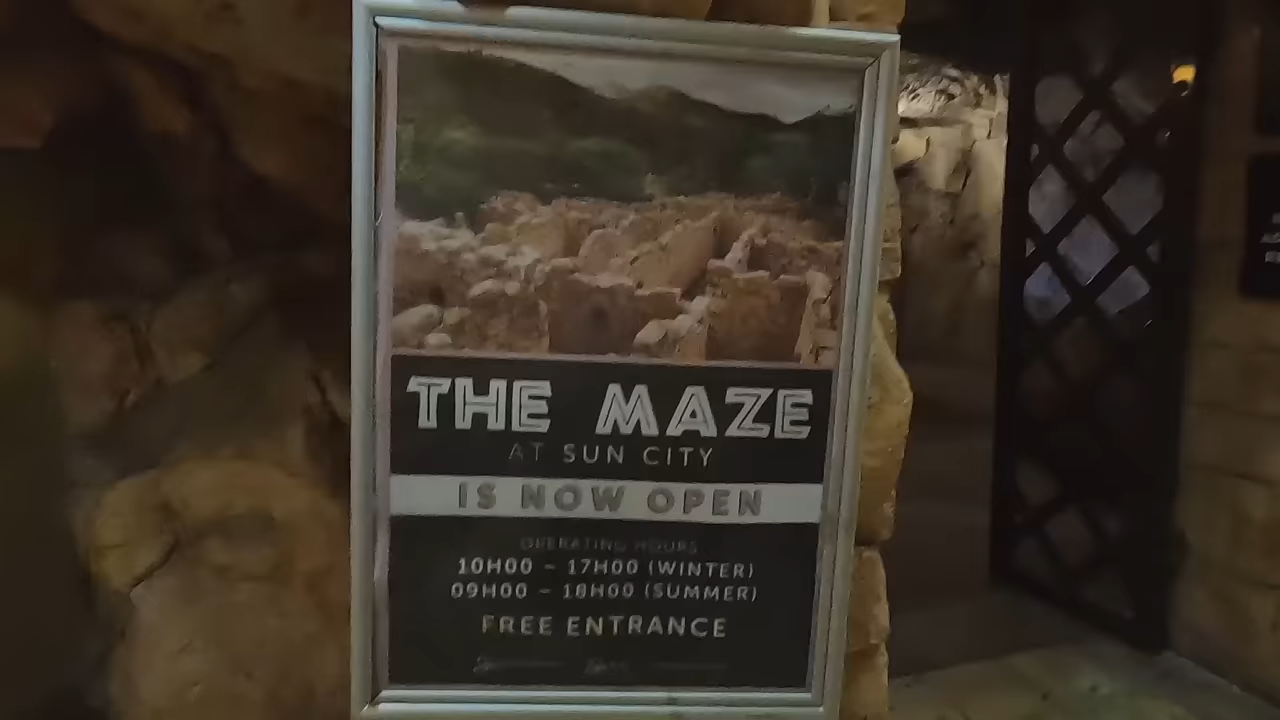 THE MAZE
AT SUN CITY
IS NOW OPEN
OPERATING HOURS
10H00 - 17H00 (WINTER)
09H00 - 18H00 (SUMMER)
FREE ENTRANCE